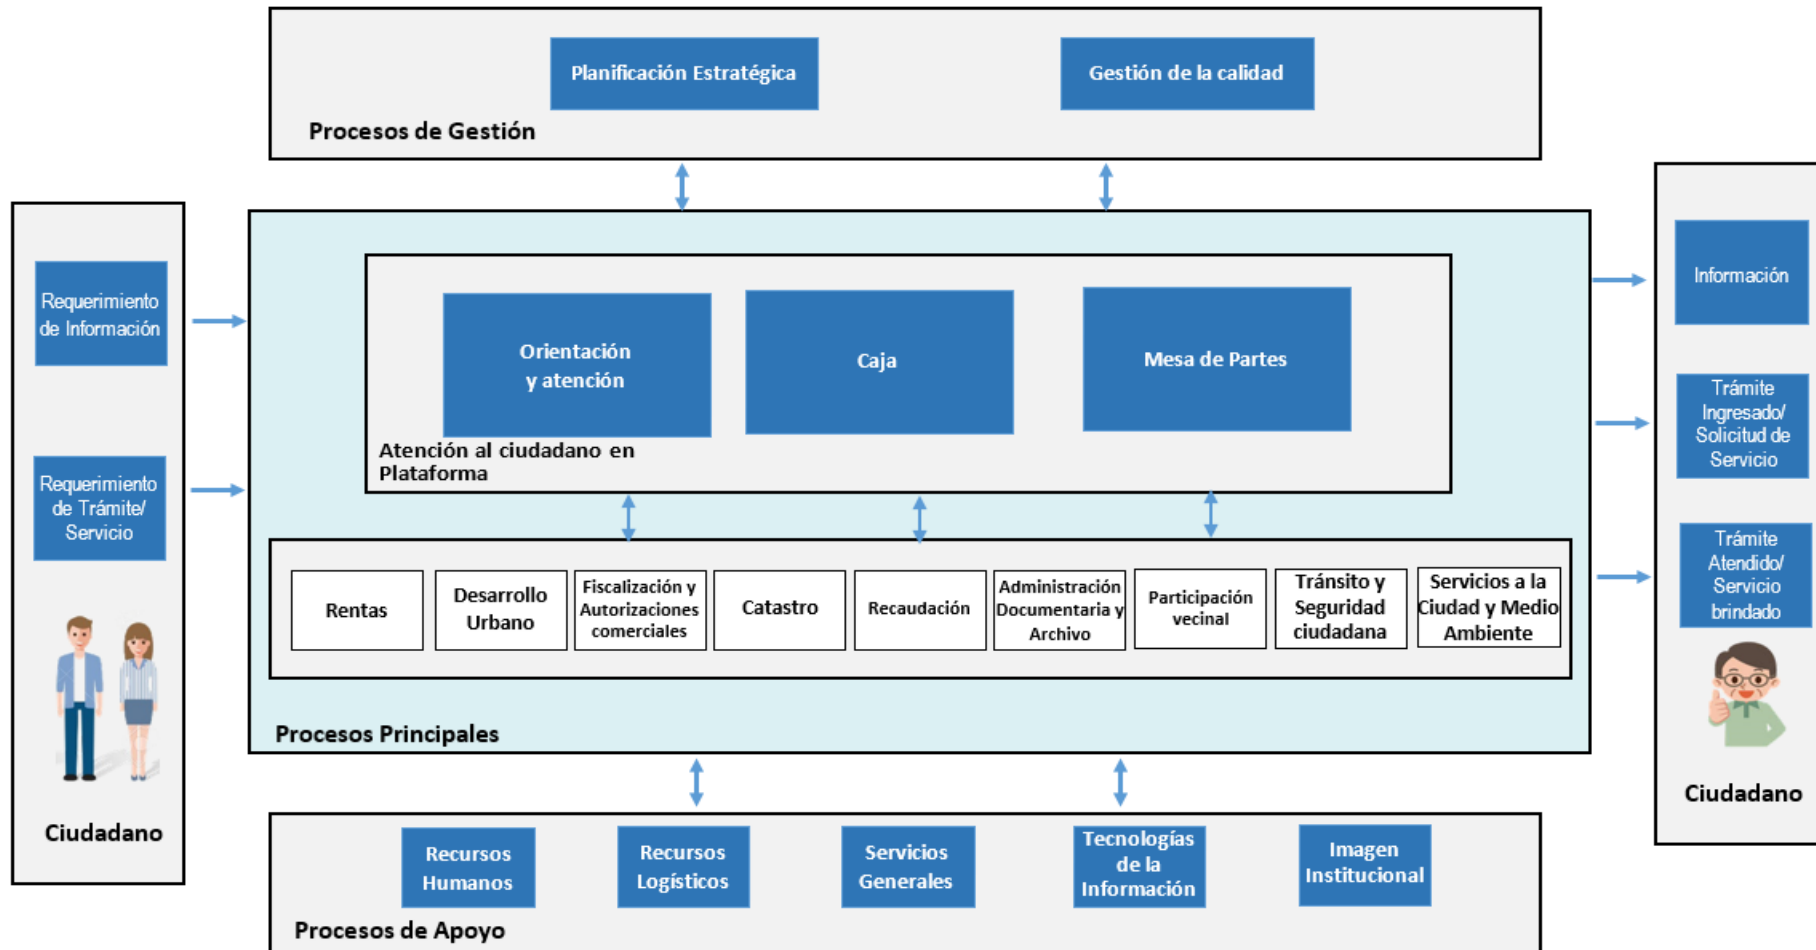 Planificación Estratégica
Gestión de la calidad
Procesos de Gestión
Requerimiento
de Información
Requerimiento
de Trámite/
Servicio
Ciudadano
Orientación
y atención
Caja
Mesa de Partes
Atención al ciudadano en
Plataforma
Rentas
Desarrollo
Urbano
Fiscalización y
Autorizaciones
comerciales
Catastro
Recaudación
Administración
Documentaria y
Archivo
Participación
vecinal
Tránsito y
Seguridad
ciudadana
Servicios a la
Ciudad y Medio
Ambiente
Procesos Principales
Información
Trámite
Ingresado/
Solicitud de
Servicio
Trámite
Atendido/
Servicio
brindado
Ciudadano
Recursos
Humanos
Recursos
Logísticos
Servicios
Generales
Tecnologías
de la
Información
Imagen
Institucional
Procesos de Apoyo